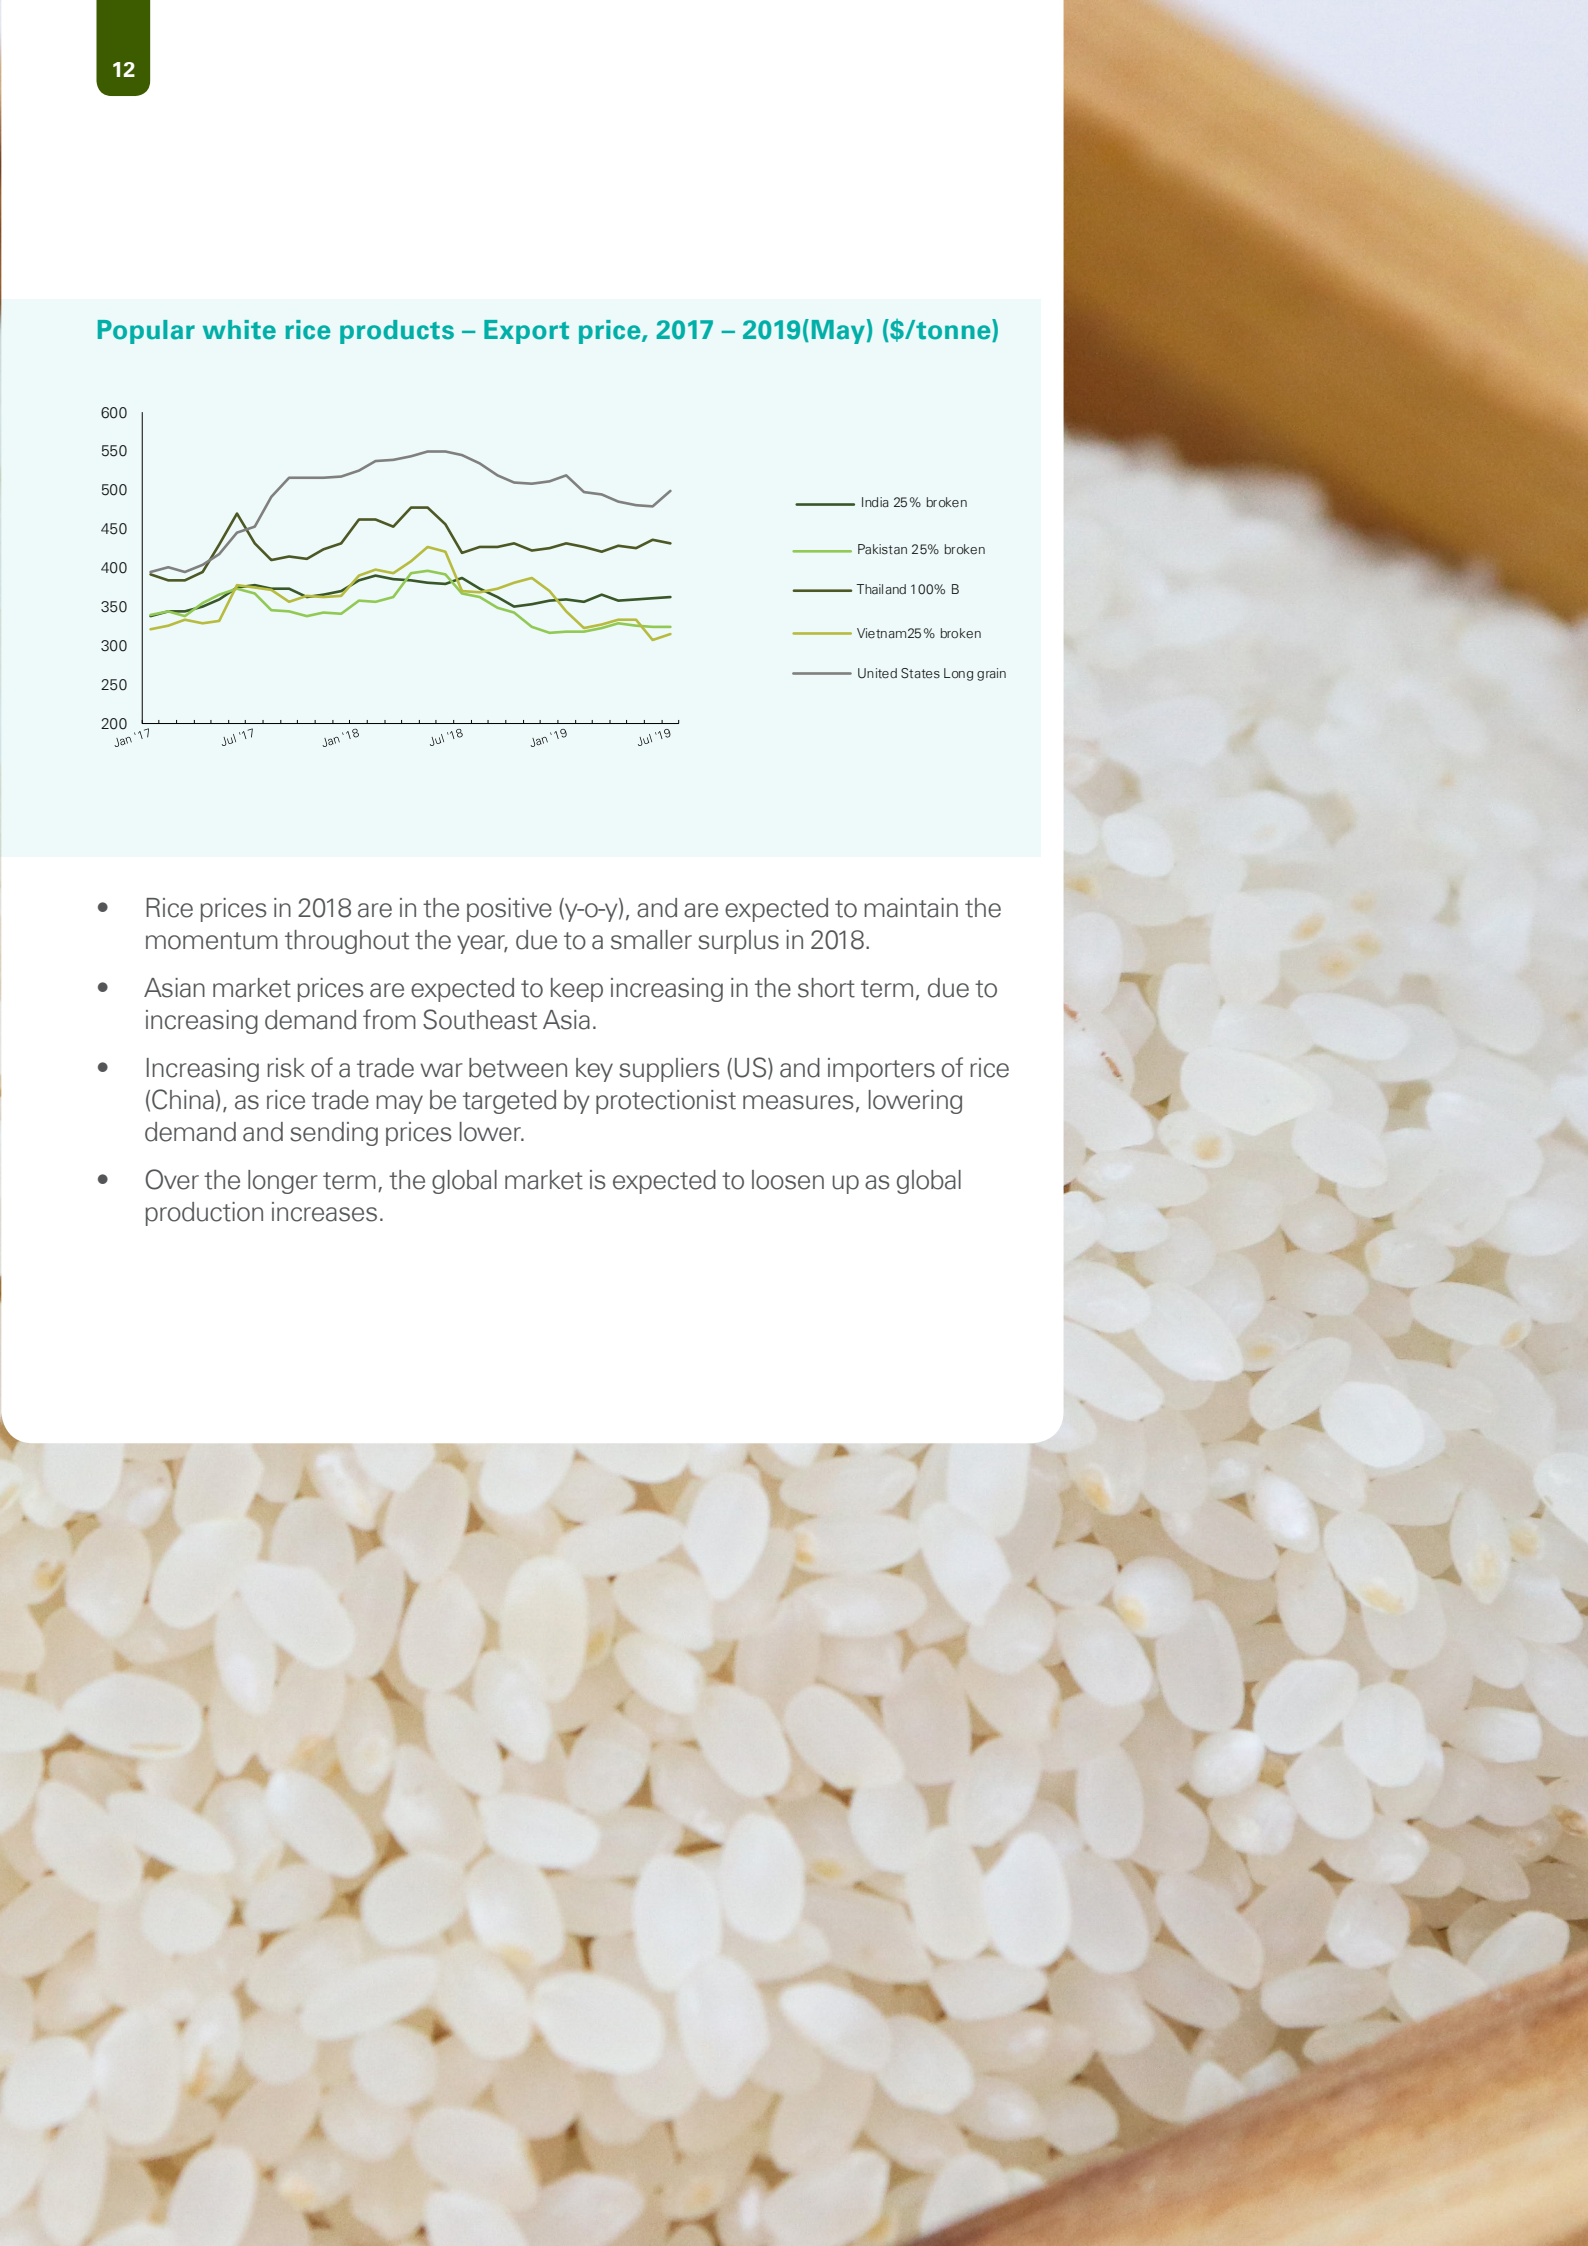 12
Popular white rice products – Export price, 2017 – 2019(May) ($/tonne)
600
550
500
450
400
350
300
250
200
Jan '17
Jul '17
Jan '18
Jul '18
Jan '19
Jul '19
India 25% broken
Pakistan 25% broken
Thailand 100% B
Vietnam25% broken
United States Long grain
• Rice prices in 2018 are in the positive (y-o-y), and are expected to maintain the
momentum throughout the year, due to a smaller surplus in 2018.
• Asian market prices are expected to keep increasing in the short term, due to
increasing demand from Southeast Asia.
• Increasing risk of a trade war between key suppliers (US) and importers of rice
(China), as rice trade may be targeted by protectionist measures, lowering
demand and sending prices lower.
• Over the longer term, the global market is expected to loosen up as global
production increases.